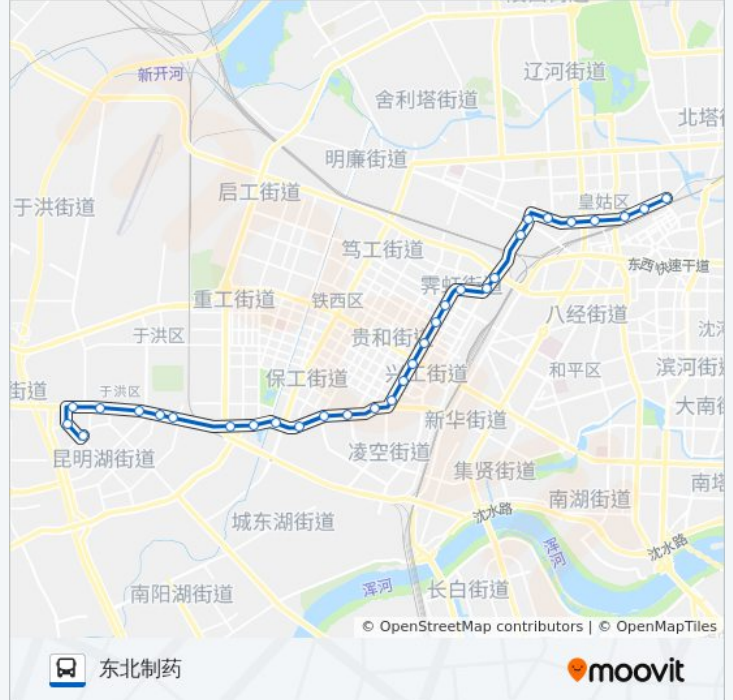 辽河街道
新开河
舍利塔街道
北塔街
明廉街道
启工街道
于洪街道
皇姑区
笃工街道
东西快速干道
霁虹街道
重工街道
铁西区
八经街道
于洪区
贵和街道
沈河
滨河街道
和平区
保工街道
兴工街道
街道
于洪区
大南街
新华街道
昆明湖街道
凌空街道
集贤街道
南塔
南湖街道
沈水路
城东湖街道
沈水路
浑河
浑河
长白街道
南阳湖街道
© OpenStreetMap contributors | © OpenMapTiles
东北制药
moovit